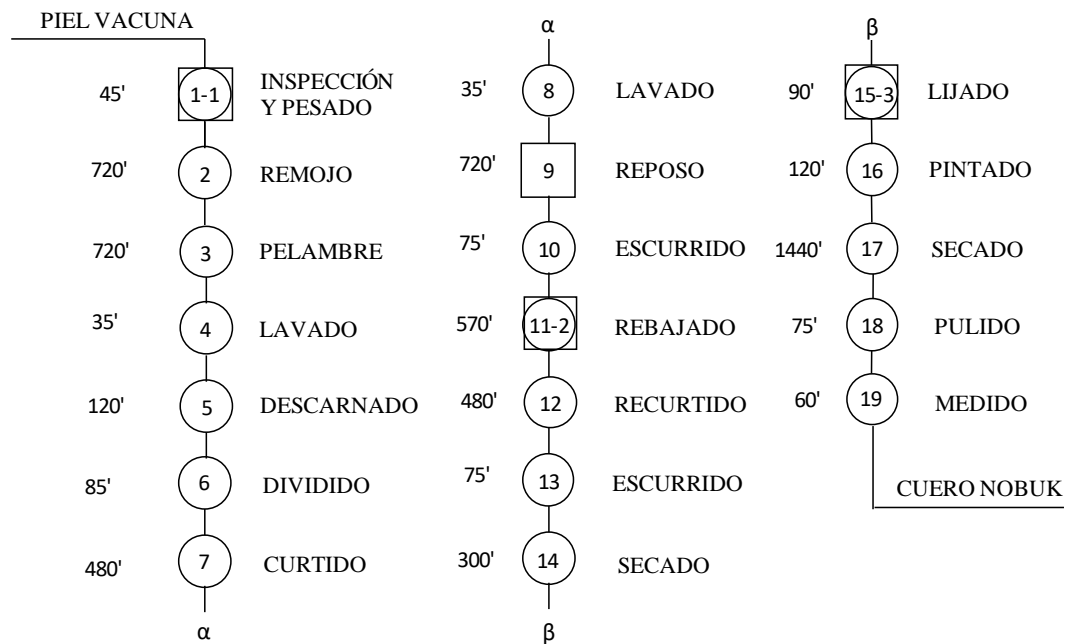 PIEL VACUNA
45' 1-1 INSPECCIÓN
Y PESADO
720' 2 REMOJO
720' 3 PELAMBRE
35' 4 LAVADO
120' 5 DESCARNADO
85' 6 DIVIDIDO
480' 7 CURTIDO
α
α
35' 8 LAVADO
720' 9 REPOSO
75' 10 ESCURRIDO
570' 11-2 REBAJADO
480' 12 RECURTIDO
75' 13 ESCURRIDO
300' 14 SECADO
β
β
90' 15-3 LIJADO
120' 16 PINTADO
1440' 17 SECADO
75' 18 PULIDO
60' 19 MEDIDO
CUERO NOBUK